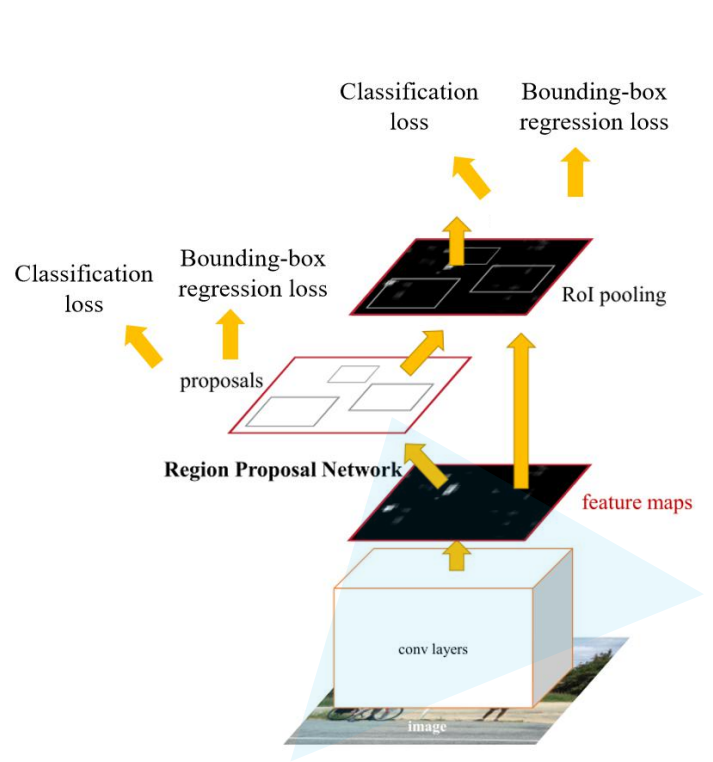 Classification
loss
Bounding-box
regression loss
Classification
loss
Bounding-box
regression loss
RoI pooling
proposals
Region Proposal Network
feature maps
conv layers
image